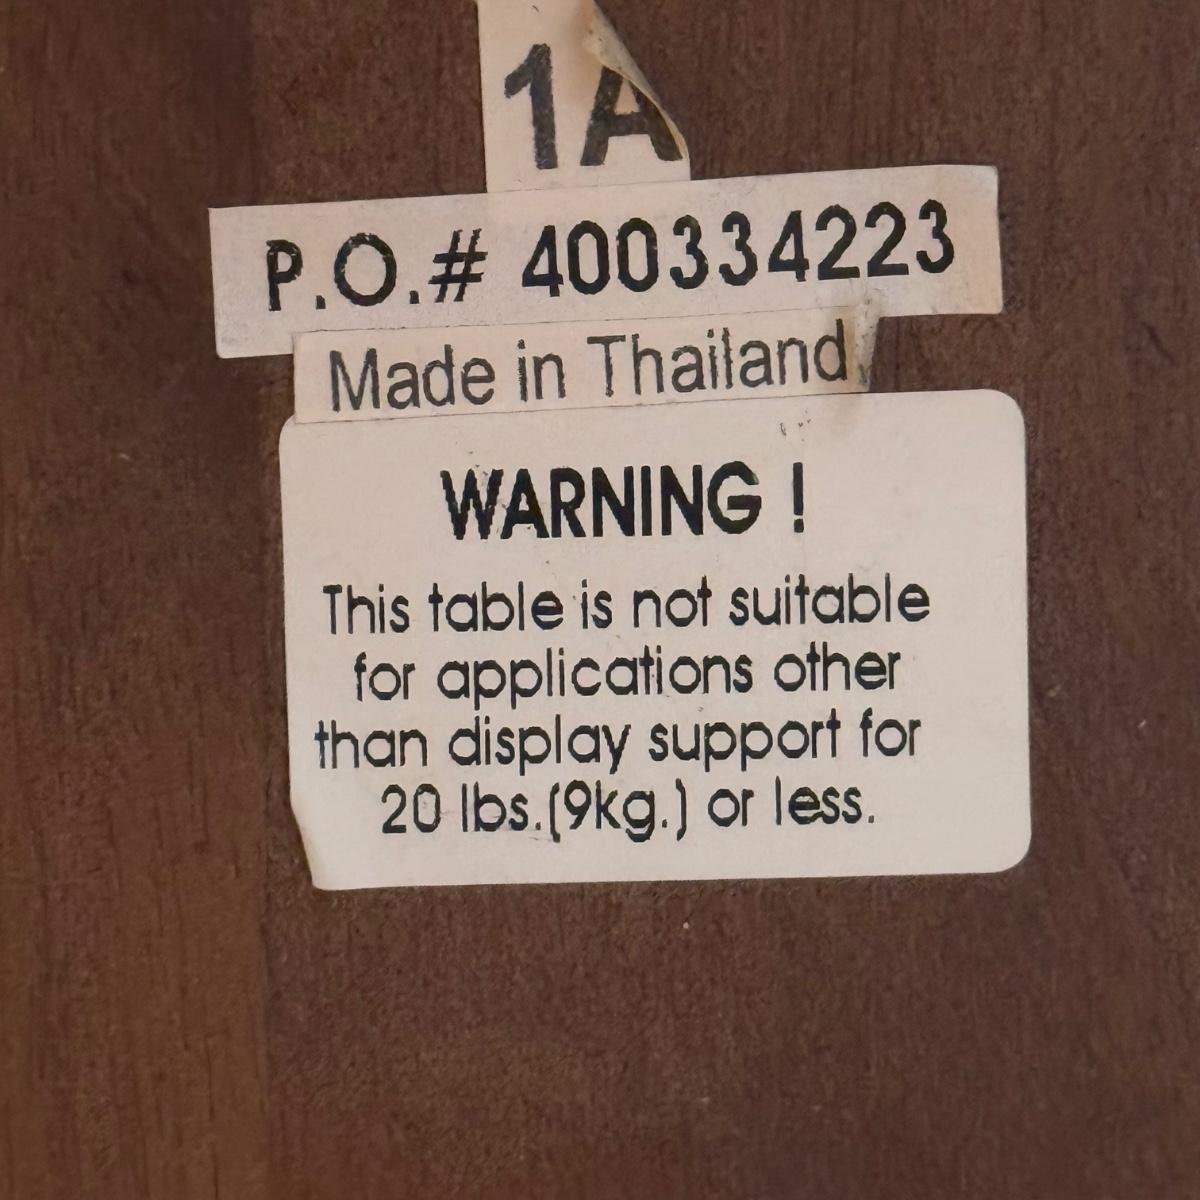 1A
P.O.# 400334223
Made in Thailand
WARNING !
This table is not suitable
for applications other
than display support for
20 lbs.(9kg.) or less.